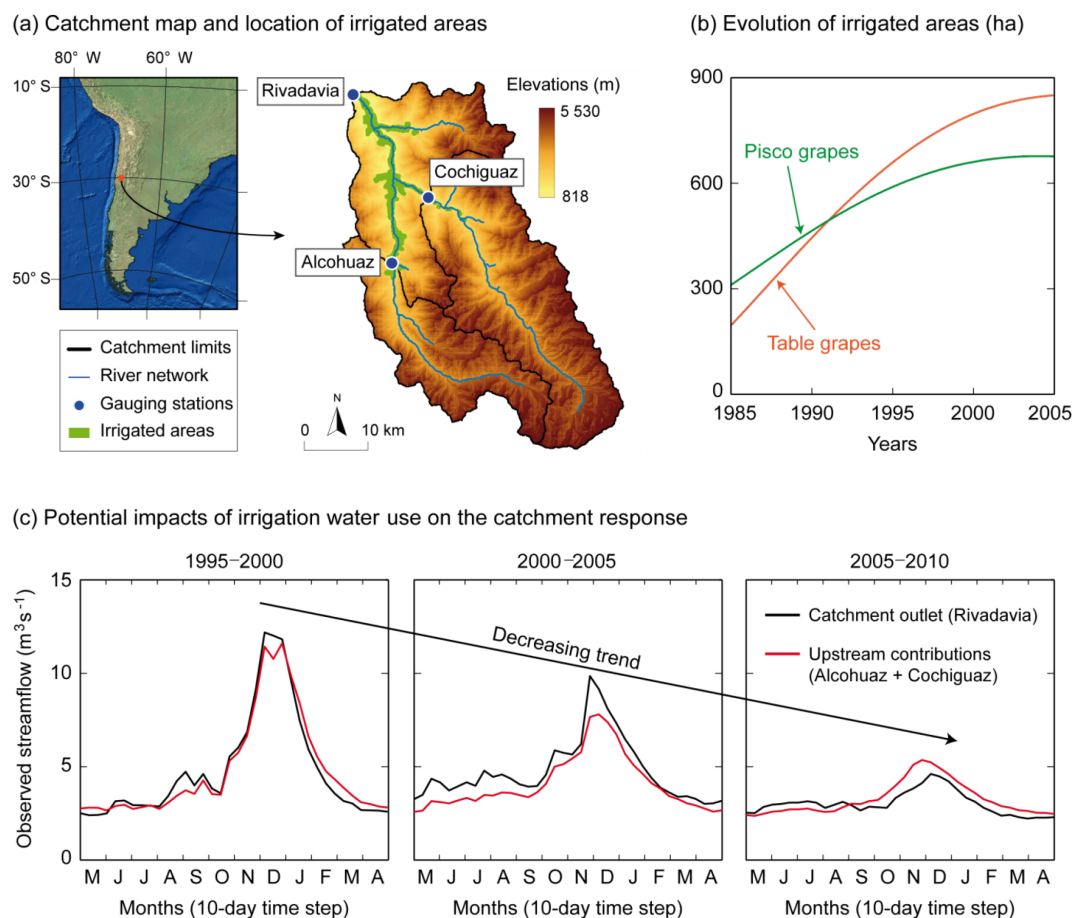 (a) Catchment map and location of irrigated areas
80° W
60° W
10° S
30° S
50° S
Rivadavia
Cochiguaz
Alcohuaz
Elevations (m)
5 530
818
Catchment limits
River network
Gauging stations
Irrigated areas
N
0
10 km
(b) Evolution of irrigated areas (ha)
900
600
300
0
Pisco grapes
Table grapes
1985
1990
1995
2000
2005
Years
(c) Potential impacts of irrigation water use on the catchment response
1995–2000
2000–2005
2005–2010
Observed streamflow (m³ s⁻¹)
15
10
5
0
Decreasing trend
Catchment outlet (Rivadavia)
Upstream contributions
(Alcohuaz + Cochiguaz)
M J J A S O N D J F M A
M J J A S O N D J F M A
M J J A S O N D J F M A
Months (10-day time step)
Months (10-day time step)
Months (10-day time step)